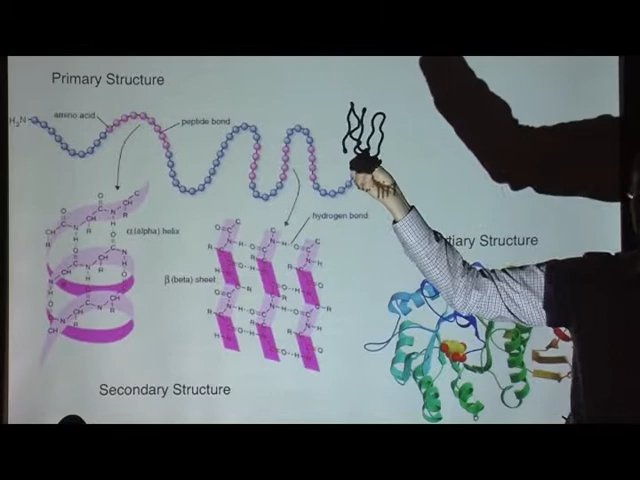 Primary Structure
H₂N
amino acid
peptide bond
hydrogen bond
α(alpha) helix
tiary Structure
β(beta) sheet
Secondary Structure